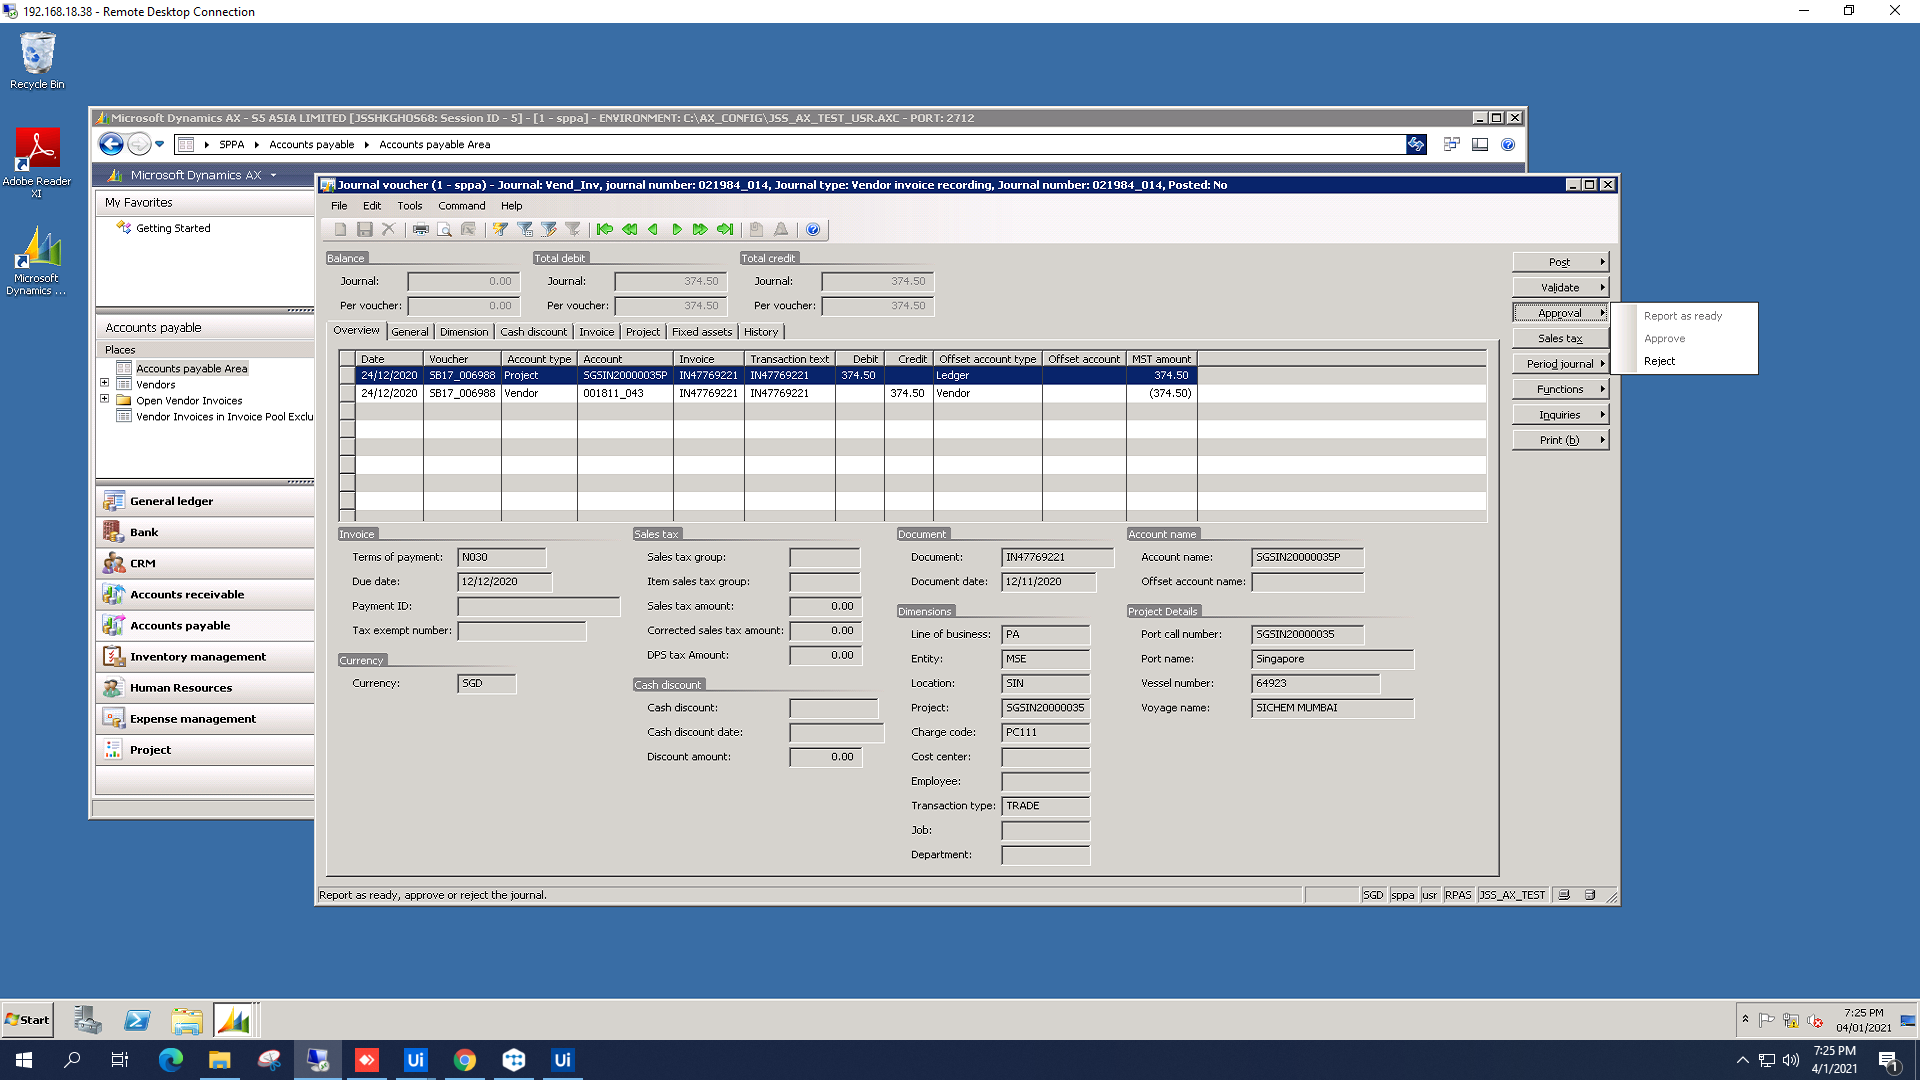 192.168.18.38 - Remote Desktop Connection
Recycle Bin
Adobe Reader XI
Microsoft Dynamics ...
Microsoft Dynamics AX - S5 ASIA LIMITED [JSSHKGHOS68: Session ID - 5] - [1 - sppa] - ENVIRONMENT: C:\AX_CONFIG\JSS_AX_TEST_USR.AXC - PORT: 2712
SPPA Accounts payable Accounts payable Area
Microsoft Dynamics AX
My Favorites
Getting Started
Accounts payable
Places
Accounts payable Area
Vendors
Open Vendor Invoices
Vendor Invoices in Invoice Pool Exclu
General ledger
Bank
CRM
Accounts receivable
Accounts payable
Inventory management
Human Resources
Expense management
Project
Journal voucher (1 - sppa) - Journal: Vend_Inv, journal number: 021984_014, Journal type: Vendor invoice recording, Journal number: 021984_014, Posted: No
File Edit Tools Command Help
Balance Total debit Total credit
Journal: 0.00 Journal: 374.50 Journal: 374.50
Per voucher: 0.00 Per voucher: 374.50 Per voucher: 374.50
Overview General Dimension Cash discount Invoice Project Fixed assets History
Date Voucher Account type Account Invoice Transaction text Debit Credit Offset account type Offset account MST amount
24/12/2020 SB17_006988 Project SGSIN20000035P IN47769221 IN47769221 374.50 Ledger 374.50
24/12/2020 SB17_006988 Vendor 001811_043 IN47769221 IN47769221 374.50 Vendor (374.50)
Invoice
Terms of payment: N030
Due date: 12/12/2020
Payment ID:
Tax exempt number:
Currency
Currency: SGD
Sales tax
Sales tax group:
Item sales tax group:
Sales tax amount: 0.00
Corrected sales tax amount: 0.00
DPS tax Amount: 0.00
Cash discount
Cash discount:
Cash discount date:
Discount amount: 0.00
Document
Document: IN47769221
Document date: 12/11/2020
Dimensions
Line of business: PA
Entity: MSE
Location: SIN
Project: SGSIN20000035
Charge code: PC111
Cost center:
Employee:
Transaction type: TRADE
Job:
Department:
Account name
Account name: SGSIN20000035P
Offset account name:
Project Details
Port call number: SGSIN20000035
Port name: Singapore
Vessel number: 64923
Voyage name: SICHEM MUMBAI
Post
Validate
Approval
Sales tax
Period journal
Functions
Inquiries
Print (b)
Report as ready
Approve
Reject
Report as ready, approve or reject the journal.
SGD sppa usr RPAS JSS_AX_TEST
Start
7:25 PM
04/01/2021
Ui
Ui
7:25 PM
4/1/2021
1